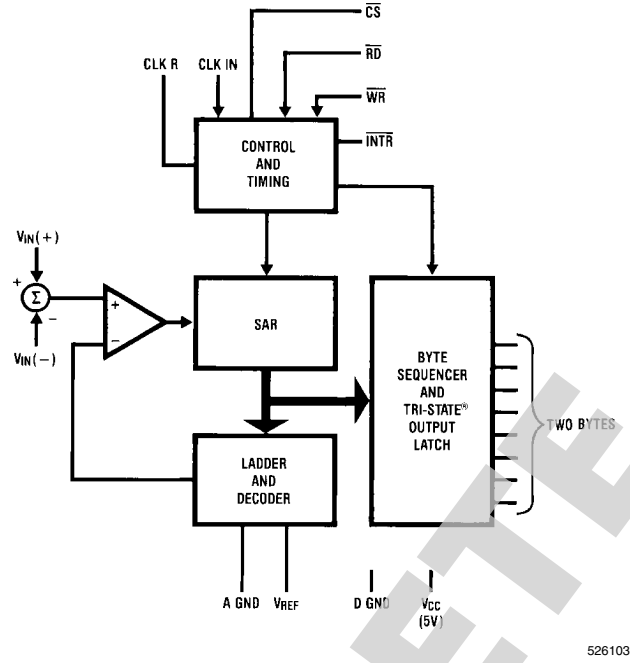 CS
RD
CLK R
CLK IN
WR
INTR
CONTROL
AND
TIMING
VIN(+)
+
Σ
−
VIN(−)
+
−
SAR
BYTE
SEQUENCER
AND
TRI-STATE®
OUTPUT
LATCH
TWO BYTES
LADDER
AND
DECODER
A GND
VREF
D GND
VCC
(5V)
ETE
526103